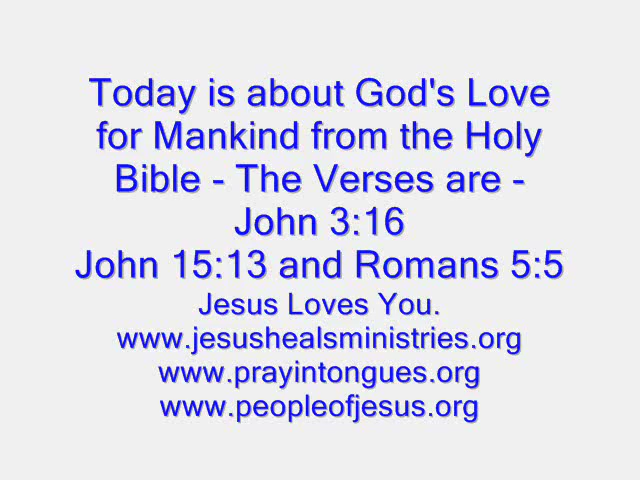 Today is about God's Love
for Mankind from the Holy
Bible - The Verses are -
John 3:16
John 15:13 and Romans 5:5
Jesus Loves You.
www.jesushealsministries.org
www.prayintongues.org
www.peopleofjesus.org